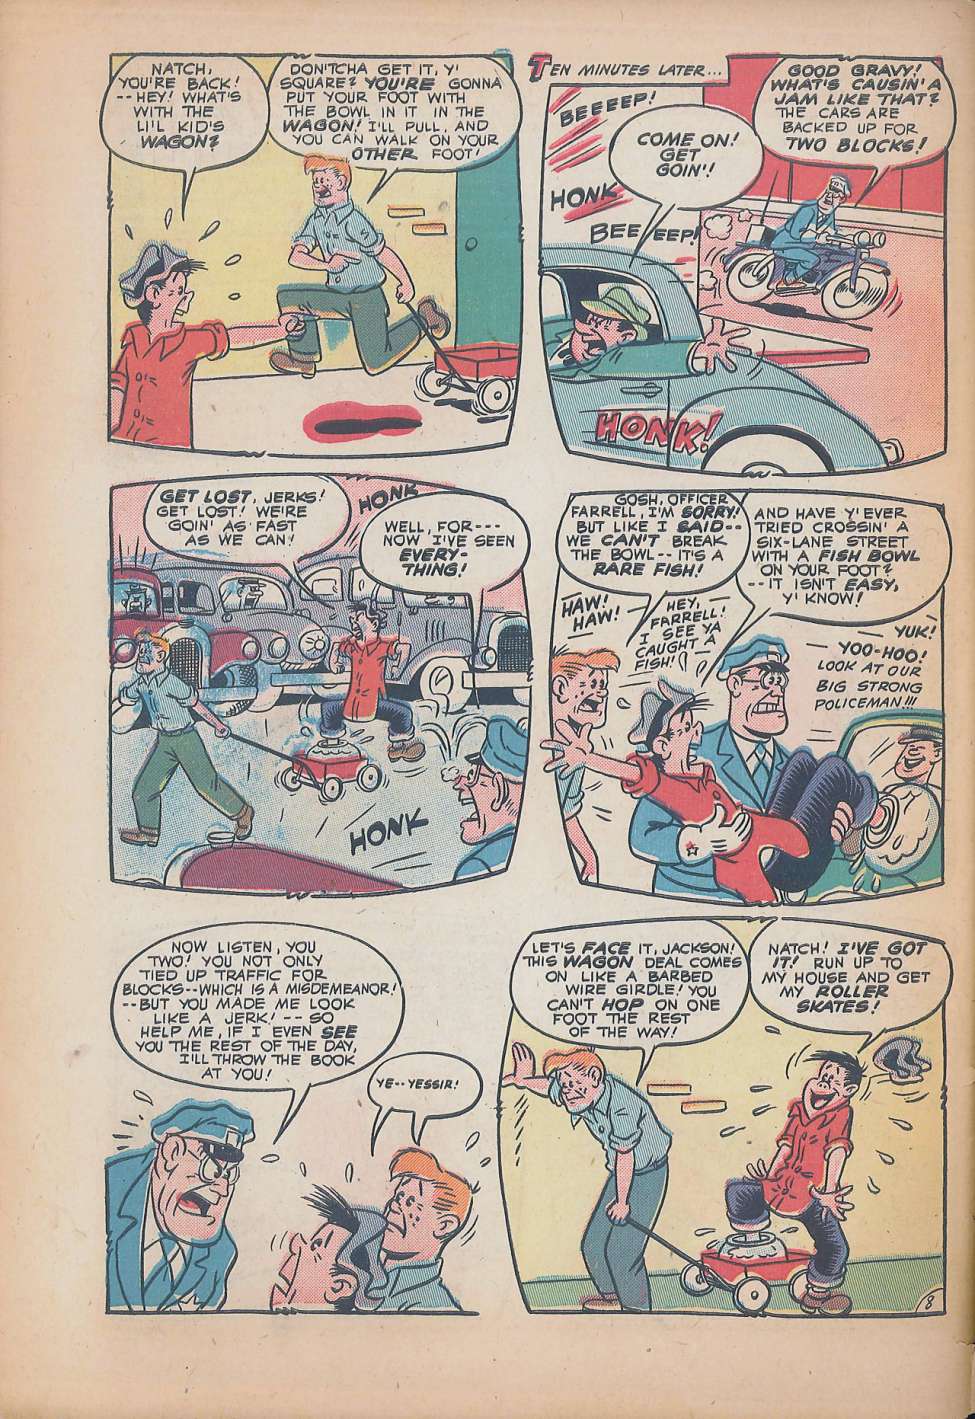 NATCH,
YOU'RE BACK!
--HEY! WHAT'S
WITH THE
LI'L KID'S
WAGON?
DON'TCHA GET IT, Y'
SQUARE? YOU'RE GONNA
PUT YOUR FOOT WITH
THE BOWL IN IT IN THE
WAGON! I'LL PULL, AND
YOU CAN WALK ON YOUR
OTHER FOOT!
TEN MINUTES LATER...
BEEEEP!
HONK
BEEEEEP!
COME ON!
GET
GOIN'!
GOOD GRAVY!
WHAT'S CAUSIN' A
JAM LIKE THAT?
THE CARS ARE
BACKED UP FOR
TWO BLOCKS!
HONK!
GET LOST, JERKS!
GET LOST! WE'RE
GOIN' AS FAST
AS WE CAN!
HONK
WELL, FOR---
NOW I'VE SEEN
EVERY-
THING!
HONK
GOSH, OFFICER
FARRELL, I'M SORRY!
BUT LIKE I SAID--
WE CAN'T BREAK
THE BOWL--IT'S A
RARE FISH!
AND HAVE Y'EVER
TRIED CROSSIN' A
SIX-LANE STREET
WITH A FISH BOWL
ON YOUR FOOT?
--IT ISN'T EASY,
Y'KNOW!
HAW!
HAW!
HEY,
FARRELL!
I SEE YA
CAUGHT A
FISH!
YUK!
YOO-HOO!
LOOK AT OUR
BIG STRONG
POLICEMAN!!!
NOW LISTEN, YOU
TWO! YOU NOT ONLY
TIED UP TRAFFIC FOR
BLOCKS--WHICH IS A MISDEMEANOR!
--BUT YOU MADE ME LOOK
LIKE A JERK!--SO
HELP ME, IF I EVEN SEE
YOU THE REST OF THE DAY,
I'LL THROW THE BOOK
AT YOU!
YE--YESSIR!
LET'S FACE IT, JACKSON!
THIS WAGON DEAL COMES
ON LIKE A BARBED
WIRE GIRDLE! YOU
CAN'T HOP ON ONE
FOOT THE REST
OF THE WAY!
NATCH! I'VE GOT
IT! RUN UP TO
MY HOUSE AND GET
MY ROLLER
SKATES!
8